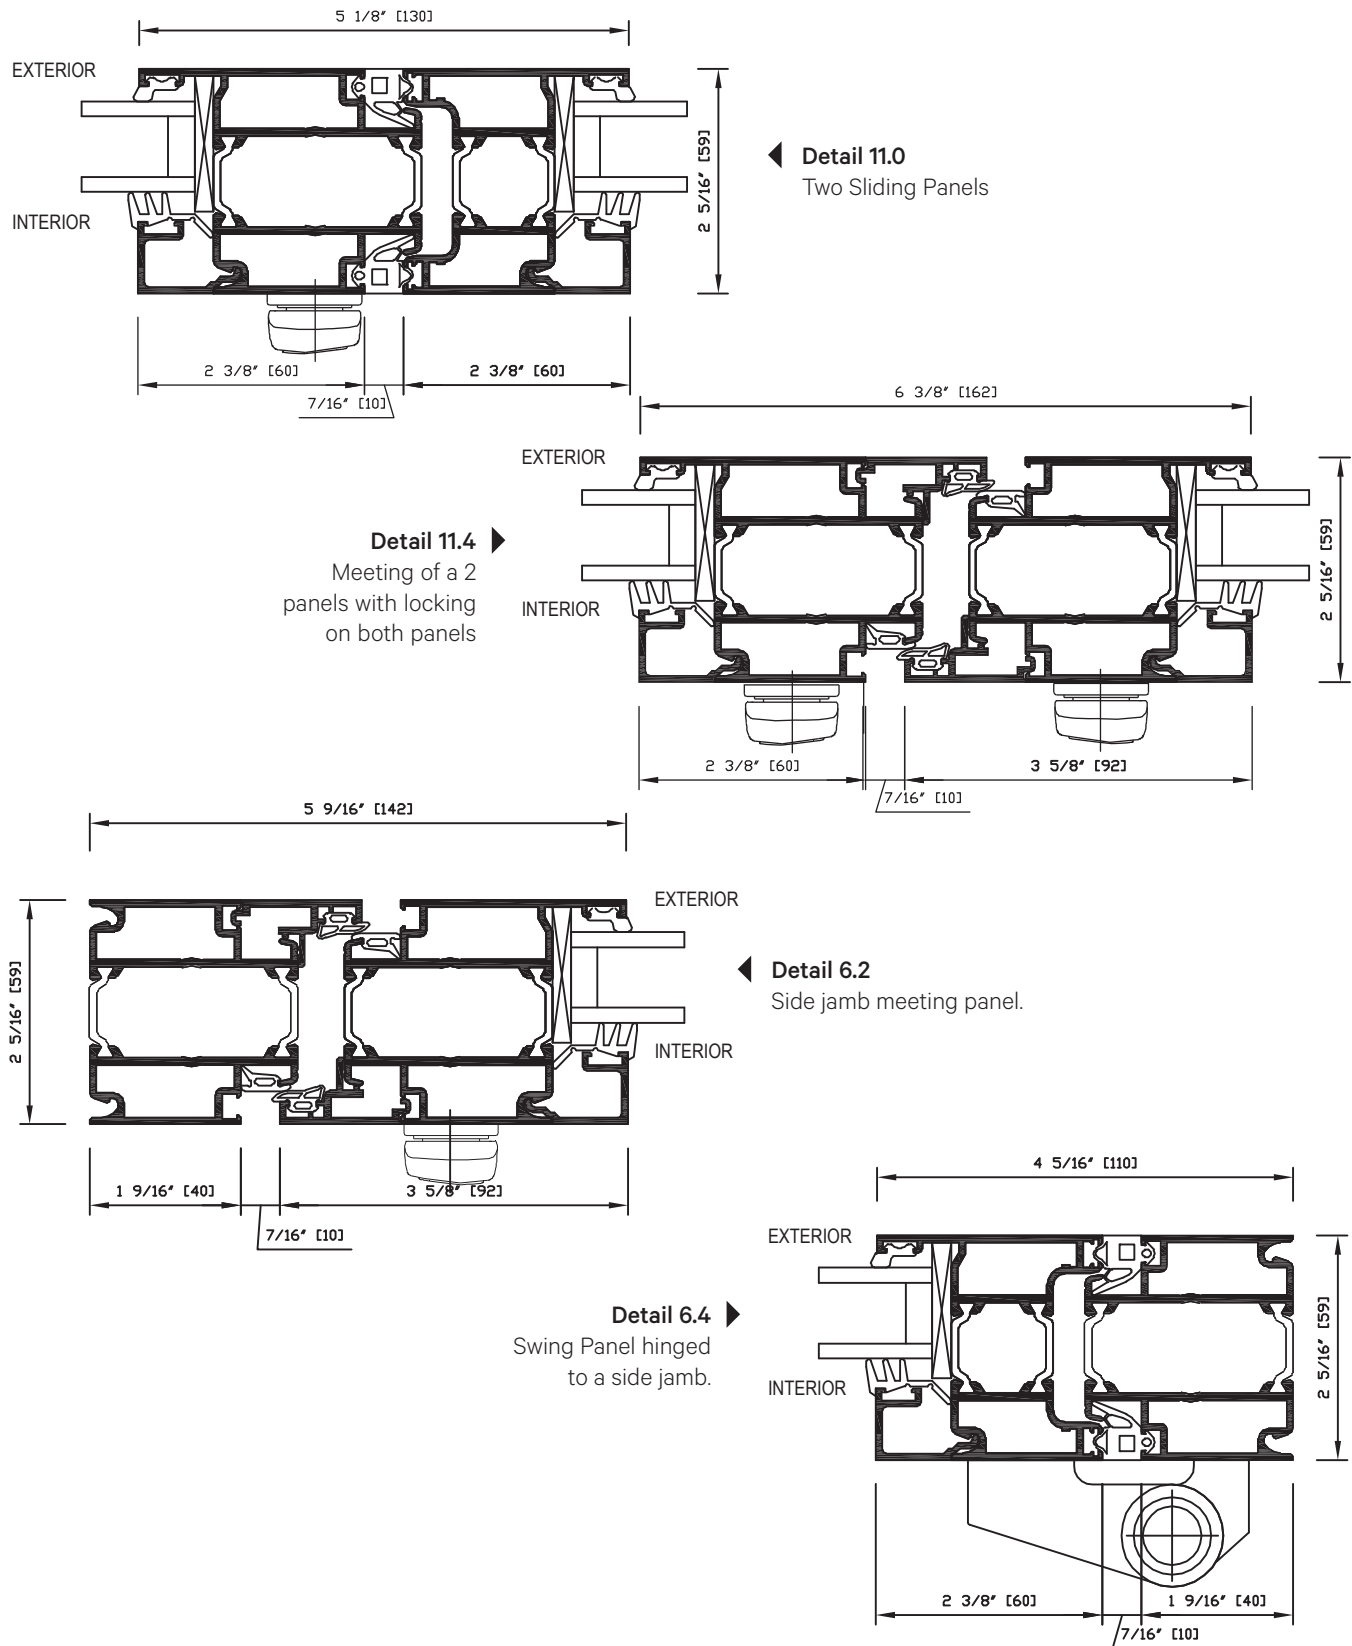 5 1/8" [130]
EXTERIOR
2 5/16" [59]
Detail 11.0
Two Sliding Panels
INTERIOR
2 3/8" [60]
2 3/8" [60]
7/16" [10]
6 3/8" [162]
EXTERIOR
2 5/16" [59]
Detail 11.4
Meeting of a 2
panels with locking
on both panels
INTERIOR
2 3/8" [60]
3 5/8" [92]
7/16" [10]
5 9/16" [142]
EXTERIOR
2 5/16" [59]
Detail 6.2
Side jamb meeting panel.
INTERIOR
1 9/16" [40]
3 5/8" [92]
7/16" [10]
4 5/16" [110]
EXTERIOR
2 5/16" [59]
Detail 6.4
Swing Panel hinged
to a side jamb.
INTERIOR
2 3/8" [60]
1 9/16" [40]
7/16" [10]